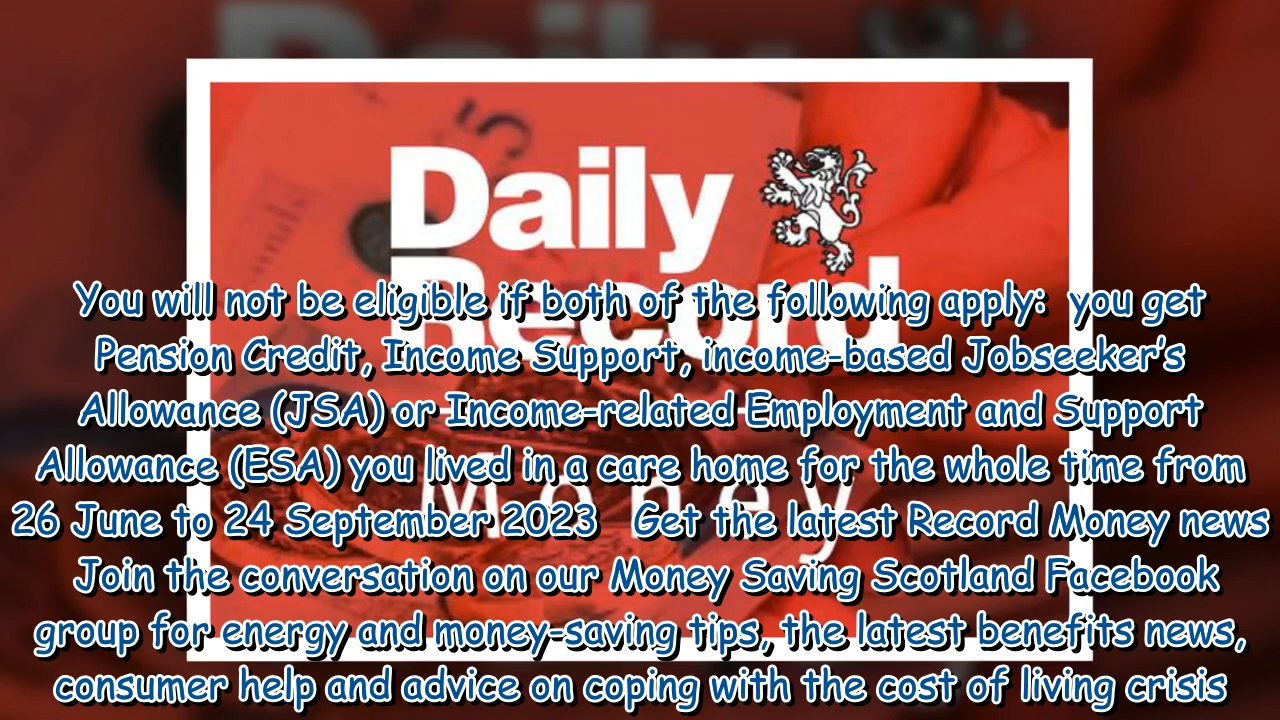 Daily
Record
Money
You will not be eligible if both of the following apply:  you get
Pension Credit, Income Support, income-based Jobseeker's
Allowance (JSA) or Income-related Employment and Support
Allowance (ESA) you lived in a care home for the whole time from
26 June to 24 September 2023   Get the latest Record Money news
Join the conversation on our Money Saving Scotland Facebook
group for energy and money-saving tips, the latest benefits news,
consumer help and advice on coping with the cost of living crisis